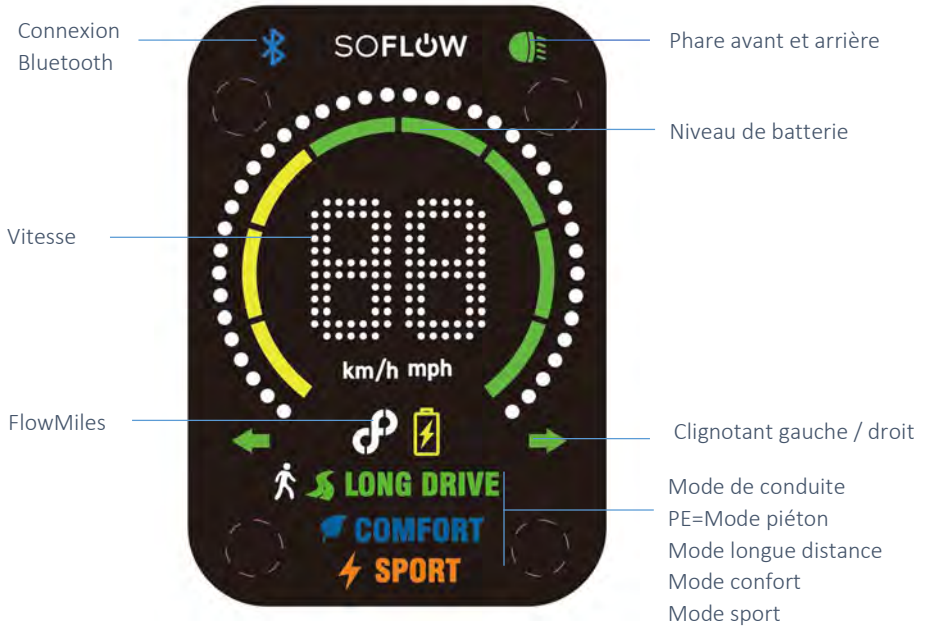 Connexion
Bluetooth
SOFLOW
Phare avant et arrière
Niveau de batterie
Vitesse
88
km/h mph
FlowMiles
Clignotant gauche / droit
LONG DRIVE
COMFORT
SPORT
Mode de conduite
PE=Mode piéton
Mode longue distance
Mode confort
Mode sport